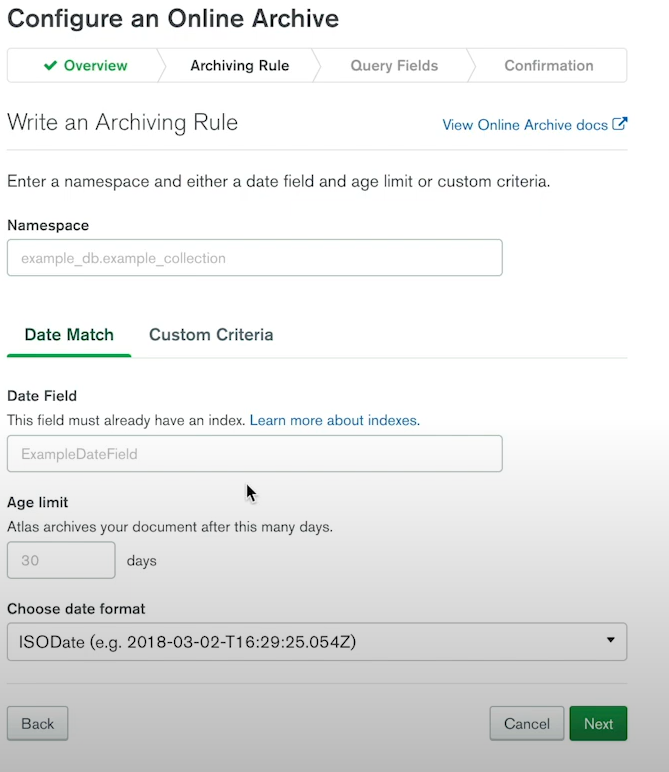 Configure an Online Archive
Overview
Archiving Rule
Query Fields
Confirmation
Write an Archiving Rule
View Online Archive docs
Enter a namespace and either a date field and age limit or custom criteria.
Namespace
example_db.example_collection
Date Match
Custom Criteria
Date Field
This field must already have an index. Learn more about indexes.
ExampleDateField
Age limit
Atlas archives your document after this many days.
30 days
Choose date format
ISODate (e.g. 2018-03-02-T16:29:25.054Z)
Back
Cancel
Next